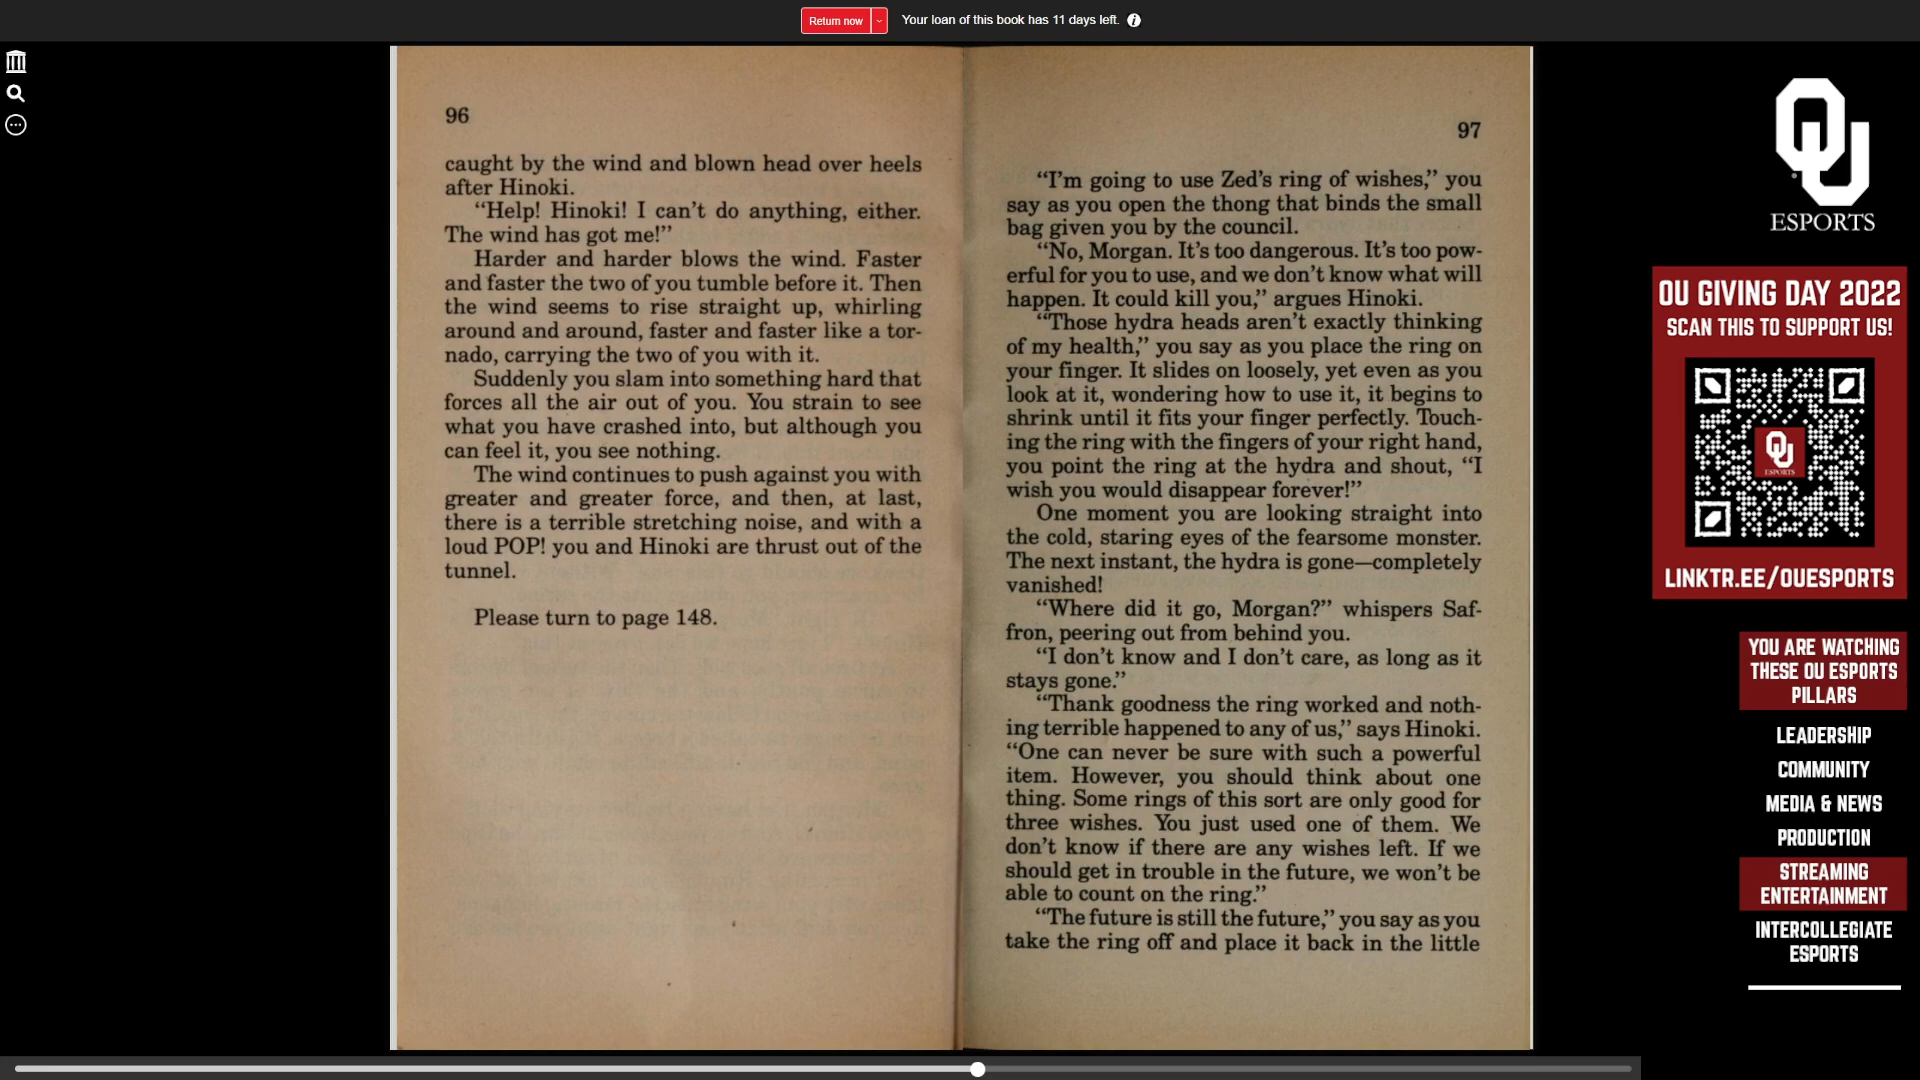 Return now
Your loan of this book has 11 days left.
96
caught by the wind and blown head over heels
after Hinoki.
“Help! Hinoki! I can’t do anything, either.
The wind has got me!”
Harder and harder blows the wind. Faster
and faster the two of you tumble before it. Then
the wind seems to rise straight up, whirling
around and around, faster and faster like a tor-
nado, carrying the two of you with it.
Suddenly you slam into something hard that
forces all the air out of you. You strain to see
what you have crashed into, but although you
can feel it, you see nothing.
The wind continues to push against you with
greater and greater force, and then, at last,
there is a terrible stretching noise, and with a
loud POP! you and Hinoki are thrust out of the
tunnel.
Please turn to page 148.
97
“I’m going to use Zed’s ring of wishes,” you
say as you open the thong that binds the small
bag given you by the council.
“No, Morgan. It’s too dangerous. It’s too pow-
erful for you to use, and we don’t know what will
happen. It could kill you,” argues Hinoki.
“Those hydra heads aren’t exactly thinking
of my health,” you say as you place the ring on
your finger. It slides on loosely, yet even as you
look at it, wondering how to use it, it begins to
shrink until it fits your finger perfectly. Touch-
ing the ring with the fingers of your right hand,
you point the ring at the hydra and shout, “I
wish you would disappear forever!”
One moment you are looking straight into
the cold, staring eyes of the fearsome monster.
The next instant, the hydra is gone—completely
vanished!
“Where did it go, Morgan?” whispers Saf-
fron, peering out from behind you.
“I don’t know and I don’t care, as long as it
stays gone.”
“Thank goodness the ring worked and noth-
ing terrible happened to any of us,” says Hinoki.
“One can never be sure with such a powerful
item. However, you should think about one
thing. Some rings of this sort are only good for
three wishes. You just used one of them. We
don’t know if there are any wishes left. If we
should get in trouble in the future, we won’t be
able to count on the ring.”
“The future is still the future,” you say as you
take the ring off and place it back in the little
OU
ESPORTS
OU GIVING DAY 2022
SCAN THIS TO SUPPORT US!
OU
ESPORTS
LINKTR.EE/OUESPORTS
YOU ARE WATCHING
THESE OU ESPORTS
PILLARS
LEADERSHIP
COMMUNITY
MEDIA & NEWS
PRODUCTION
STREAMING
ENTERTAINMENT
INTERCOLLEGIATE
ESPORTS